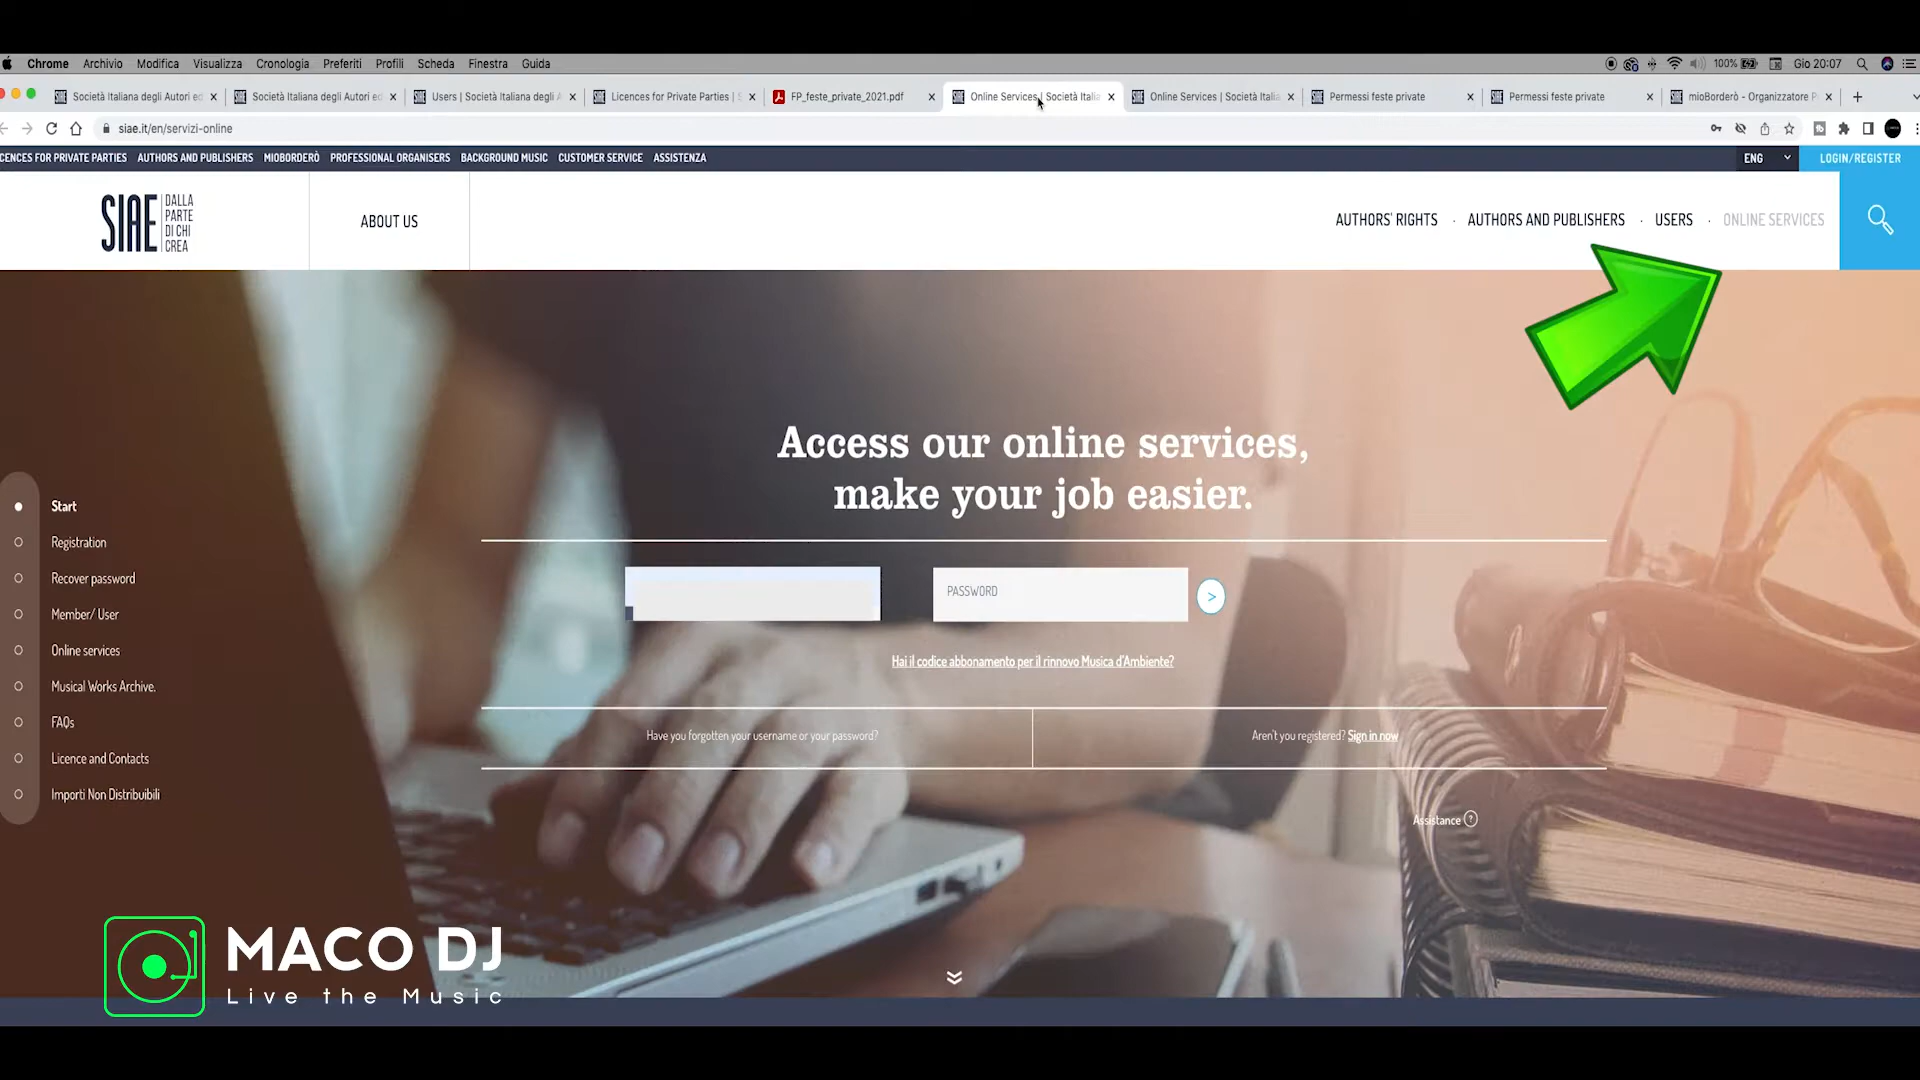 Chrome Archivio Modifica Visualizza Cronologia Preferiti Profili Scheda Finestra Guida 100% Gio 20:07
Società Italiana degli Autori ed
Società Italiana degli Autori ed
Users | Società Italiana degli A
Licences for Private Parties | S
FP_feste_private_2021.pdf
Online Services | Società Italia
Online Services | Società Italia
Permessi feste private
Permessi feste private
mioBorderò - Organizzatore P
siae.it/en/servizi-online
CENCES FOR PRIVATE PARTIES AUTHORS AND PUBLISHERS MIOBORDERÒ PROFESSIONAL ORGANISERS BACKGROUND MUSIC CUSTOMER SERVICE ASSISTENZA ENG LOGIN/REGISTER
SIAE
DALLA
PARTE
DI CHI
CREA
ABOUT US
AUTHORS' RIGHTS · AUTHORS AND PUBLISHERS · USERS · ONLINE SERVICES
Access our online services,
make your job easier.
PASSWORD
>
Hai il codice abbonamento per il rinnovo Musica d'Ambiente?
Have you forgotten your username or your password?
Aren't you registered? Sign in now
Assistance ?
Start
Registration
Recover password
Member/ User
Online services
Musical Works Archive.
FAQs
Licence and Contacts
Importi Non Distribuibili
MACO DJ
Live the Music